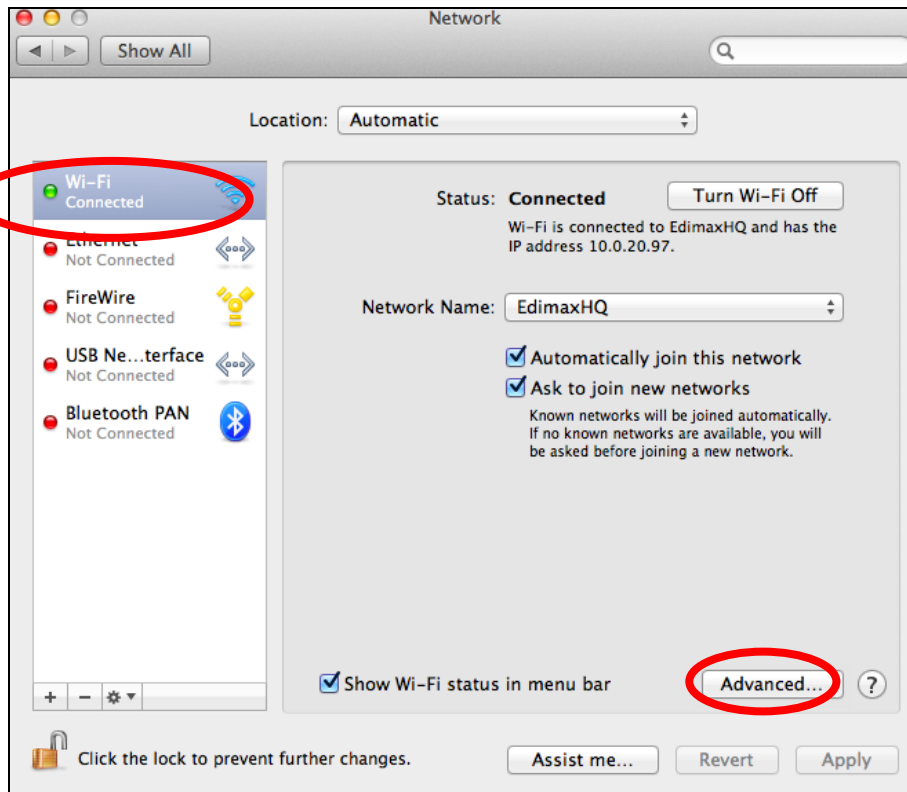 Network
Show All
Location: Automatic
Wi-Fi
Connected
Ethernet
Not Connected
FireWire
Not Connected
USB Ne...terface
Not Connected
Bluetooth PAN
Not Connected
Status: Connected
Turn Wi-Fi Off
Wi-Fi is connected to EdimaxHQ and has the
IP address 10.0.20.97.
Network Name: EdimaxHQ
Automatically join this network
Ask to join new networks
Known networks will be joined automatically.
If no known networks are available, you will
be asked before joining a new network.
Show Wi-Fi status in menu bar
Advanced...
?
Click the lock to prevent further changes.
Assist me...
Revert
Apply